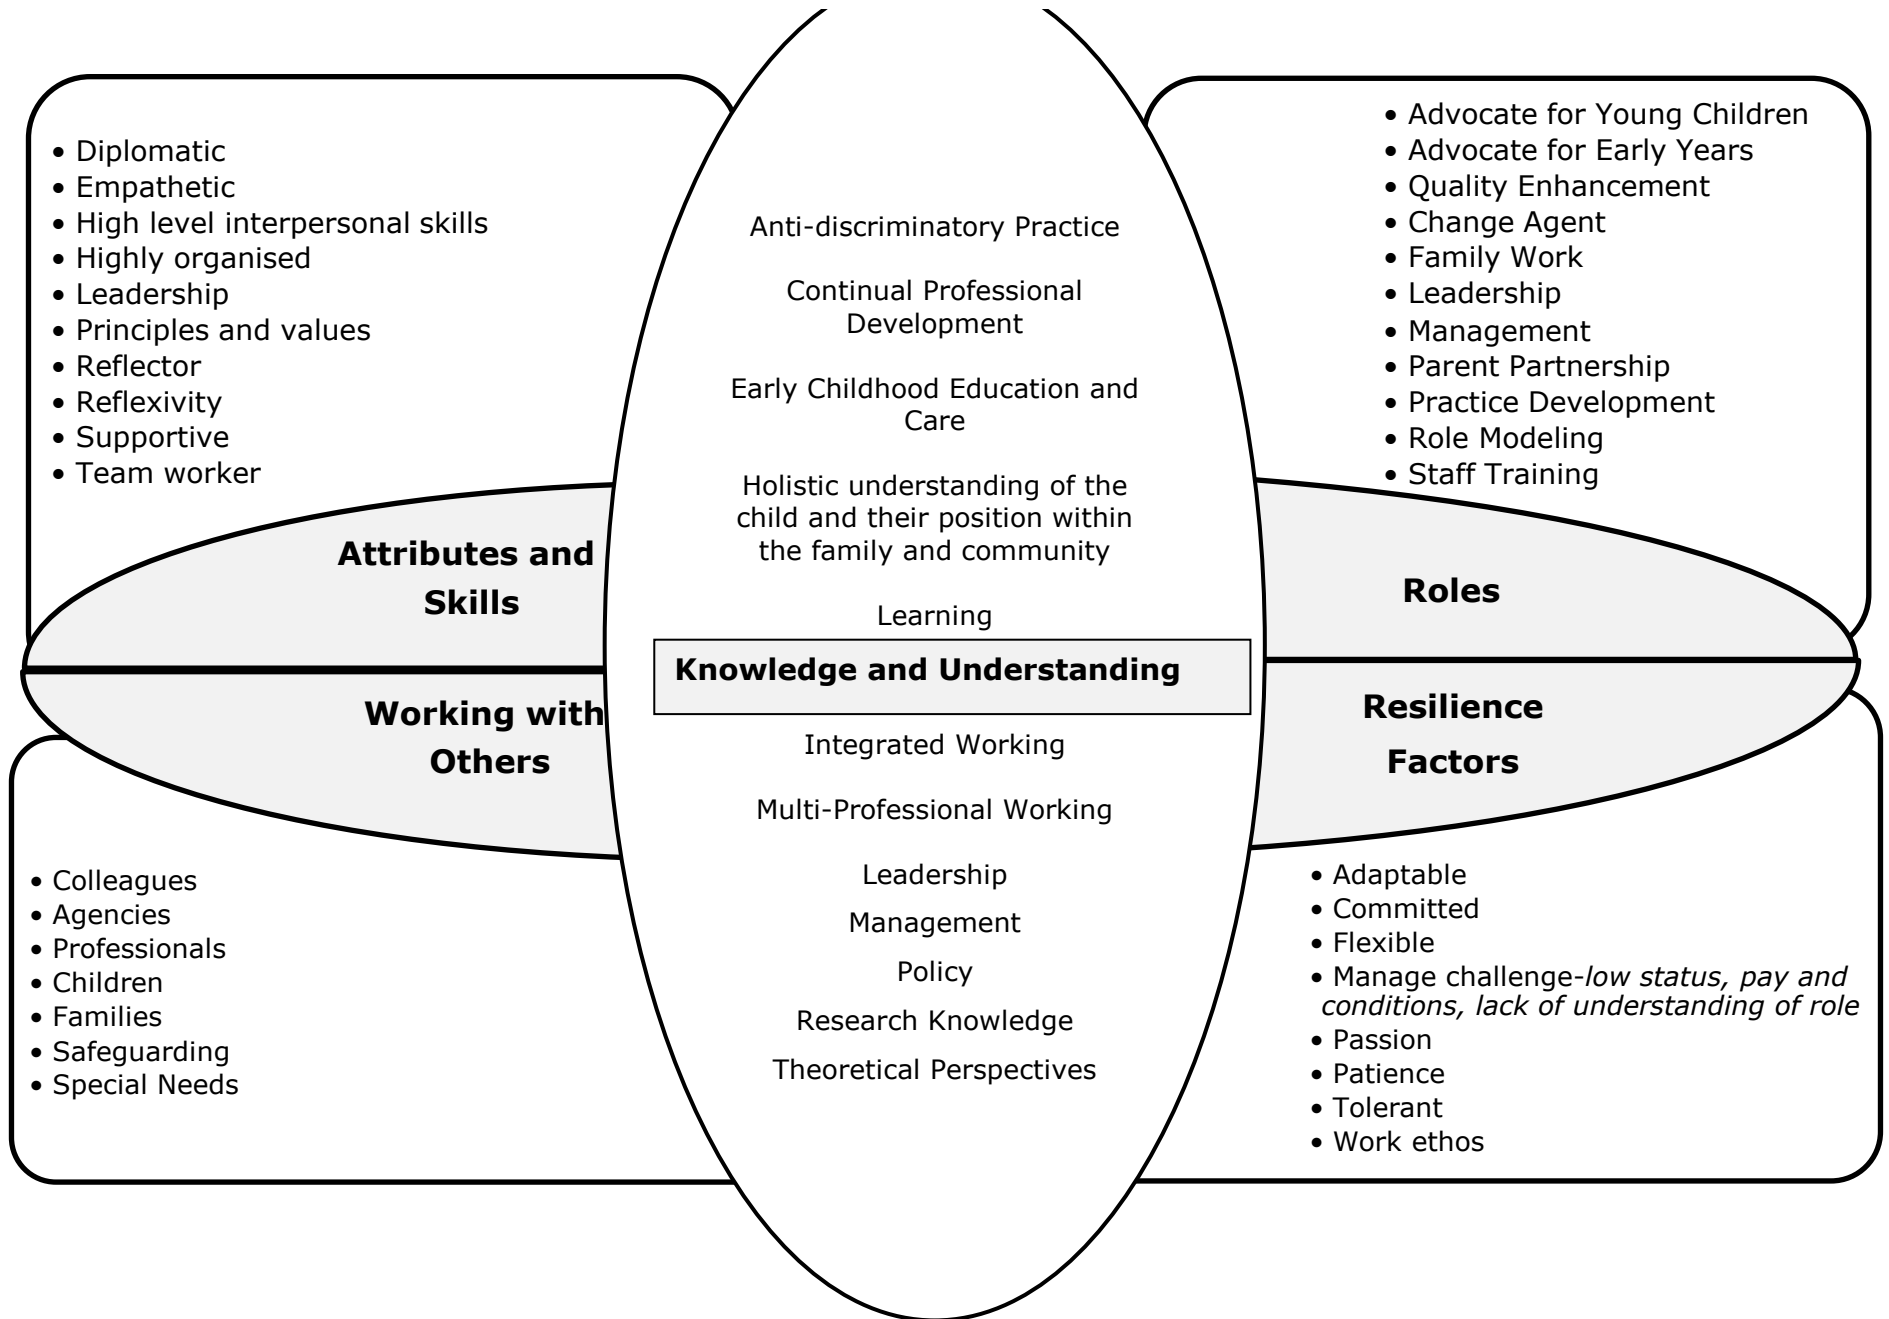 • Diplomatic
• Empathetic
• High level interpersonal skills
• Highly organised
• Leadership
• Principles and values
• Reflector
• Reflexivity
• Supportive
• Team worker
Attributes and
Skills
Anti-discriminatory Practice
Continual Professional
Development
Early Childhood Education and
Care
Holistic understanding of the
child and their position within
the family and community
Learning
Knowledge and Understanding
Integrated Working
Multi-Professional Working
Leadership
Management
Policy
Research Knowledge
Theoretical Perspectives
• Advocate for Young Children
• Advocate for Early Years
• Quality Enhancement
• Change Agent
• Family Work
• Leadership
• Management
• Parent Partnership
• Practice Development
• Role Modeling
• Staff Training
Roles
Working with
Others
• Colleagues
• Agencies
• Professionals
• Children
• Families
• Safeguarding
• Special Needs
Resilience
Factors
• Adaptable
• Committed
• Flexible
• Manage challenge-low status, pay and
conditions, lack of understanding of role
• Passion
• Patience
• Tolerant
• Work ethos